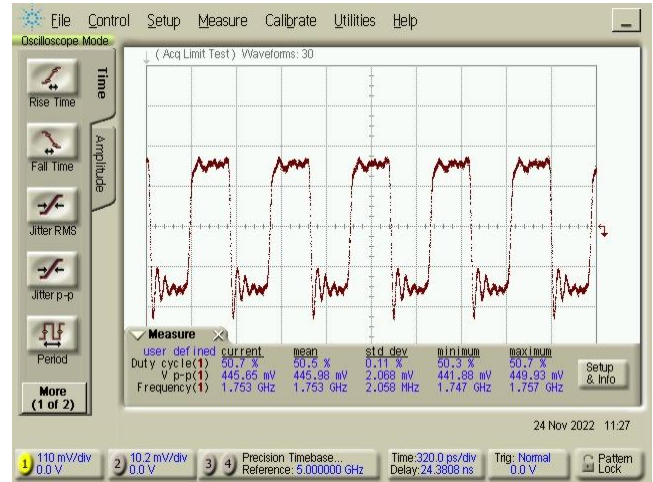 File Control Setup Measure Calibrate Utilities Help
Oscilloscope Mode
( Acq Limit Test ) Waveforms: 30
Time
Amplitude
Rise Time
Fall Time
Jitter RMS
Jitter p-p
Period
More
(1 of 2)
Measure
user defined current mean std dev minimum maximum
Duty cycle(1) 50.7 % 50.5 % 0.11 % 50.3 % 50.7 %
V p-p(1) 445.65 mV 445.98 mV 2.068 mV 441.88 mV 449.93 mV
Frequency(1) 1.753 GHz 1.753 GHz 2.058 MHz 1.747 GHz 1.757 GHz
Setup
& Info
24 Nov 2022 11:27
1 110 mV/div
0.0 V
2 10.2 mV/div
0.0 V
3 4 Precision Timebase...
Reference: 5.000000 GHz
Time:320.0 ps/div
Delay:24.3808 ns
Trig: Normal
0.0 V
Pattern
Lock